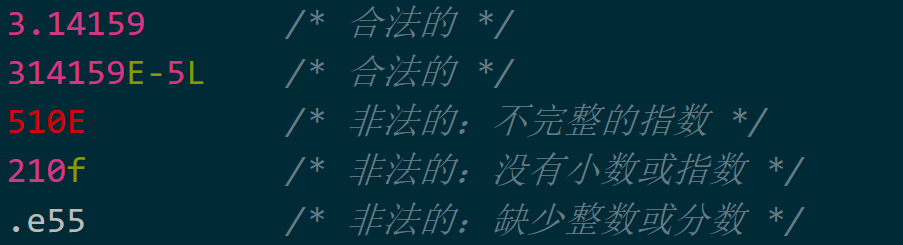 3.14159 /* 合法的 */
314159E-5L /* 合法的 */
510E /* 非法的：不完整的指数 */
210f /* 非法的：没有小数或指数 */
.e55 /* 非法的：缺少整数或分数 */